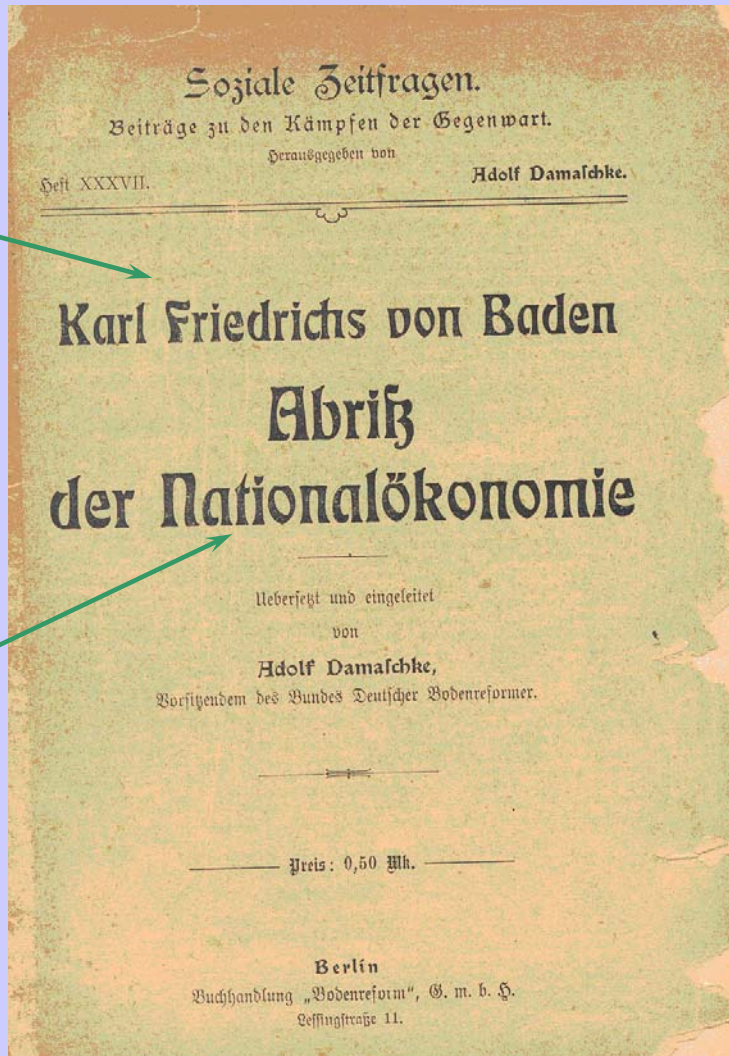 Soziale Zeitfragen.
Beiträge zu den Kämpfen der Gegenwart.
Herausgegeben von
Heft XXXVII. Adolf Damaschke.
Karl Friedrichs von Baden
Abriß
der Nationalökonomie
Uebersetzt und eingeleitet
von
Adolf Damaschke,
Vorsitzendem des Bundes Deutscher Bodenreformer.
Preis: 0,50 Mk.
Berlin
Buchhandlung „Bodenreform“, G. m. b. H.
Lessingstraße 11.